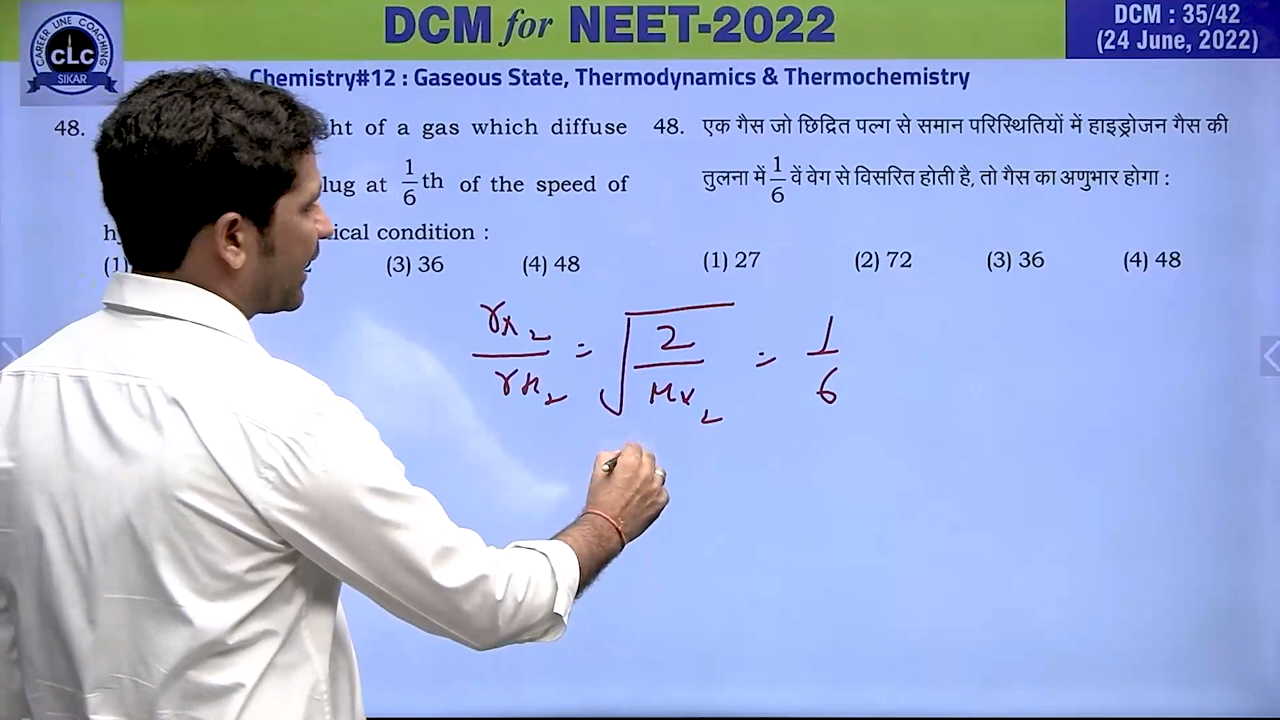 DCM for NEET-2022
DCM : 35/42
(24 June, 2022)
CAREER LINE COACHING
CLC
SIKAR
Chemistry#12 : Gaseous State, Thermodynamics & Thermochemistry
48. ght of a gas which diffuse
lug at 1/6 th of the speed of
ical condition :
(1) (3) 36 (4) 48
48. एक गैस जो छिद्रित पल्ग से समान परिस्थितियों में हाइड्रोजन गैस की
तुलना में 1/6 वें वेग से विसरित होती है, तो गैस का अणुभार होगा :
(1) 27 (2) 72 (3) 36 (4) 48
rx₂/rH₂ = √(2/Mx₂) = 1/6